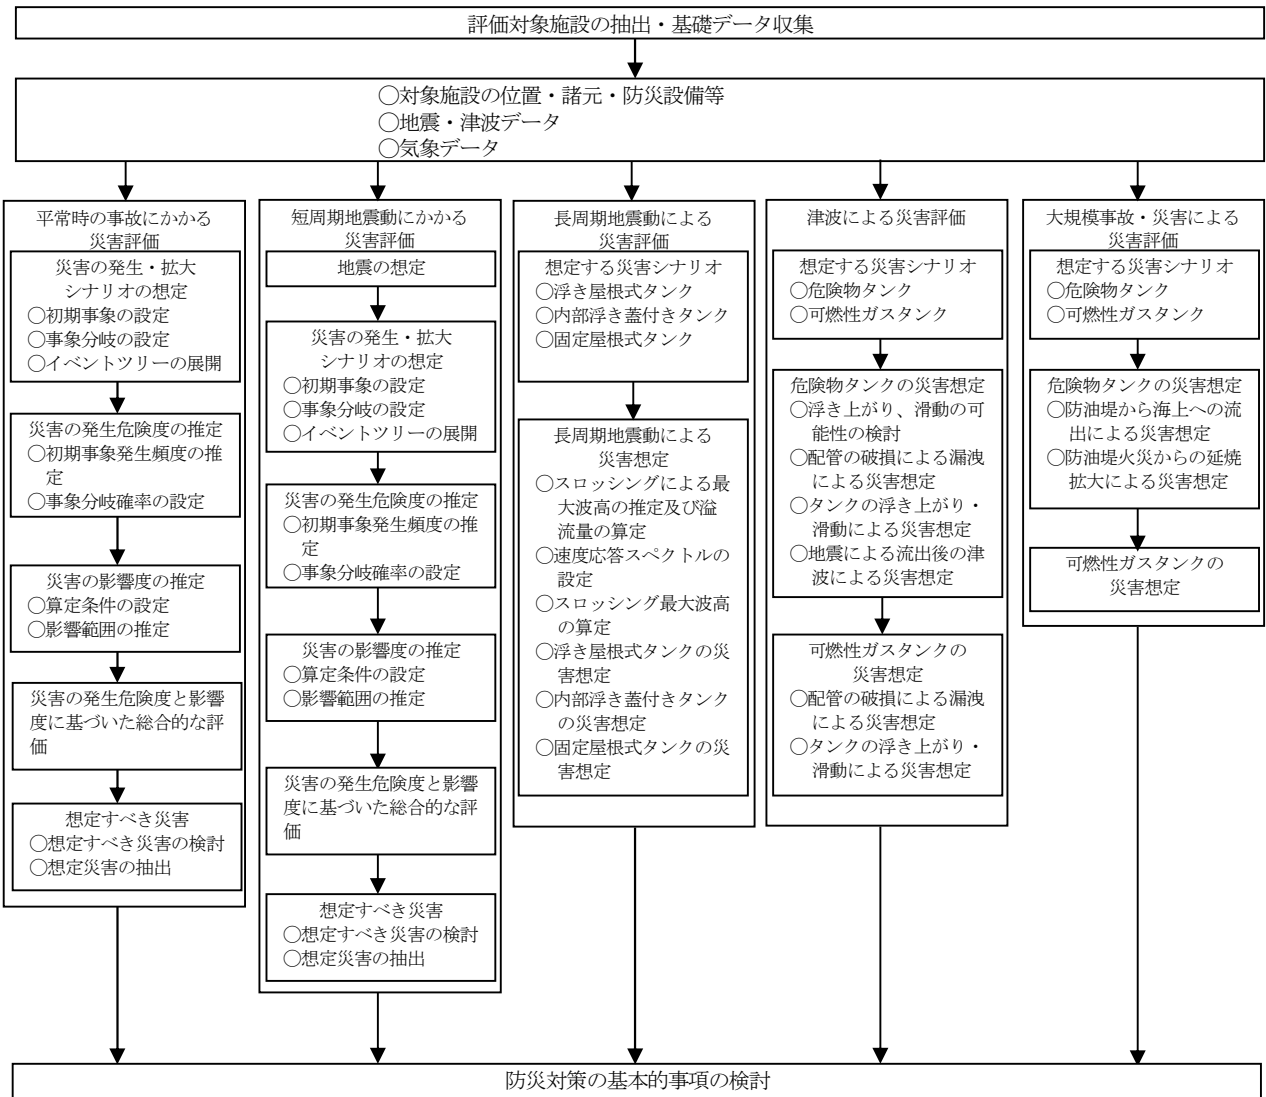 評価対象施設の抽出・基礎データ収集
○対象施設の位置・諸元・防災設備等
○地震・津波データ
○気象データ
平常時の事故にかかる
災害評価
災害の発生・拡大
シナリオの想定
○初期事象の設定
○事象分岐の設定
○イベントツリーの展開
災害の発生危険度の推定
○初期事象発生頻度の推
定
○事象分岐確率の設定
災害の影響度の推定
○算定条件の設定
○影響範囲の推定
災害の発生危険度と影響
度に基づいた総合的な評
価
想定すべき災害
○想定すべき災害の検討
○想定災害の抽出
短周期地震動にかかる
災害評価
地震の想定
災害の発生・拡大
シナリオの想定
○初期事象の設定
○事象分岐の設定
○イベントツリーの展開
災害の発生危険度の推定
○初期事象発生頻度の推
定
○事象分岐確率の設定
災害の影響度の推定
○算定条件の設定
○影響範囲の推定
災害の発生危険度と影響
度に基づいた総合的な評
価
想定すべき災害
○想定すべき災害の検討
○想定災害の抽出
長周期地震動による
災害評価
想定する災害シナリオ
○浮き屋根式タンク
○内部浮き蓋付きタンク
○固定屋根式タンク
長周期地震動による
災害想定
○スロッシングによる最
大波高の推定及び溢
流量の算定
○速度応答スペクトルの
設定
○スロッシング最大波高
の算定
○浮き屋根式タンクの災
害想定
○内部浮き蓋付きタンク
の災害想定
○固定屋根式タンクの災
害想定
津波による災害評価
想定する災害シナリオ
○危険物タンク
○可燃性ガスタンク
危険物タンクの災害想定
○浮き上がり、滑動の可
能性の検討
○配管の破損による漏洩
による災害想定
○タンクの浮き上がり・
滑動による災害想定
○地震による流出後の津
波による災害想定
可燃性ガスタンクの
災害想定
○配管の破損による漏洩
による災害想定
○タンクの浮き上がり・
滑動による災害想定
大規模事故・災害による
災害評価
想定する災害シナリオ
○危険物タンク
○可燃性ガスタンク
危険物タンクの災害想定
○防油堤から海上への流
出による災害想定
○防油堤火災からの延焼
拡大による災害想定
可燃性ガスタンクの
災害想定
防災対策の基本的事項の検討